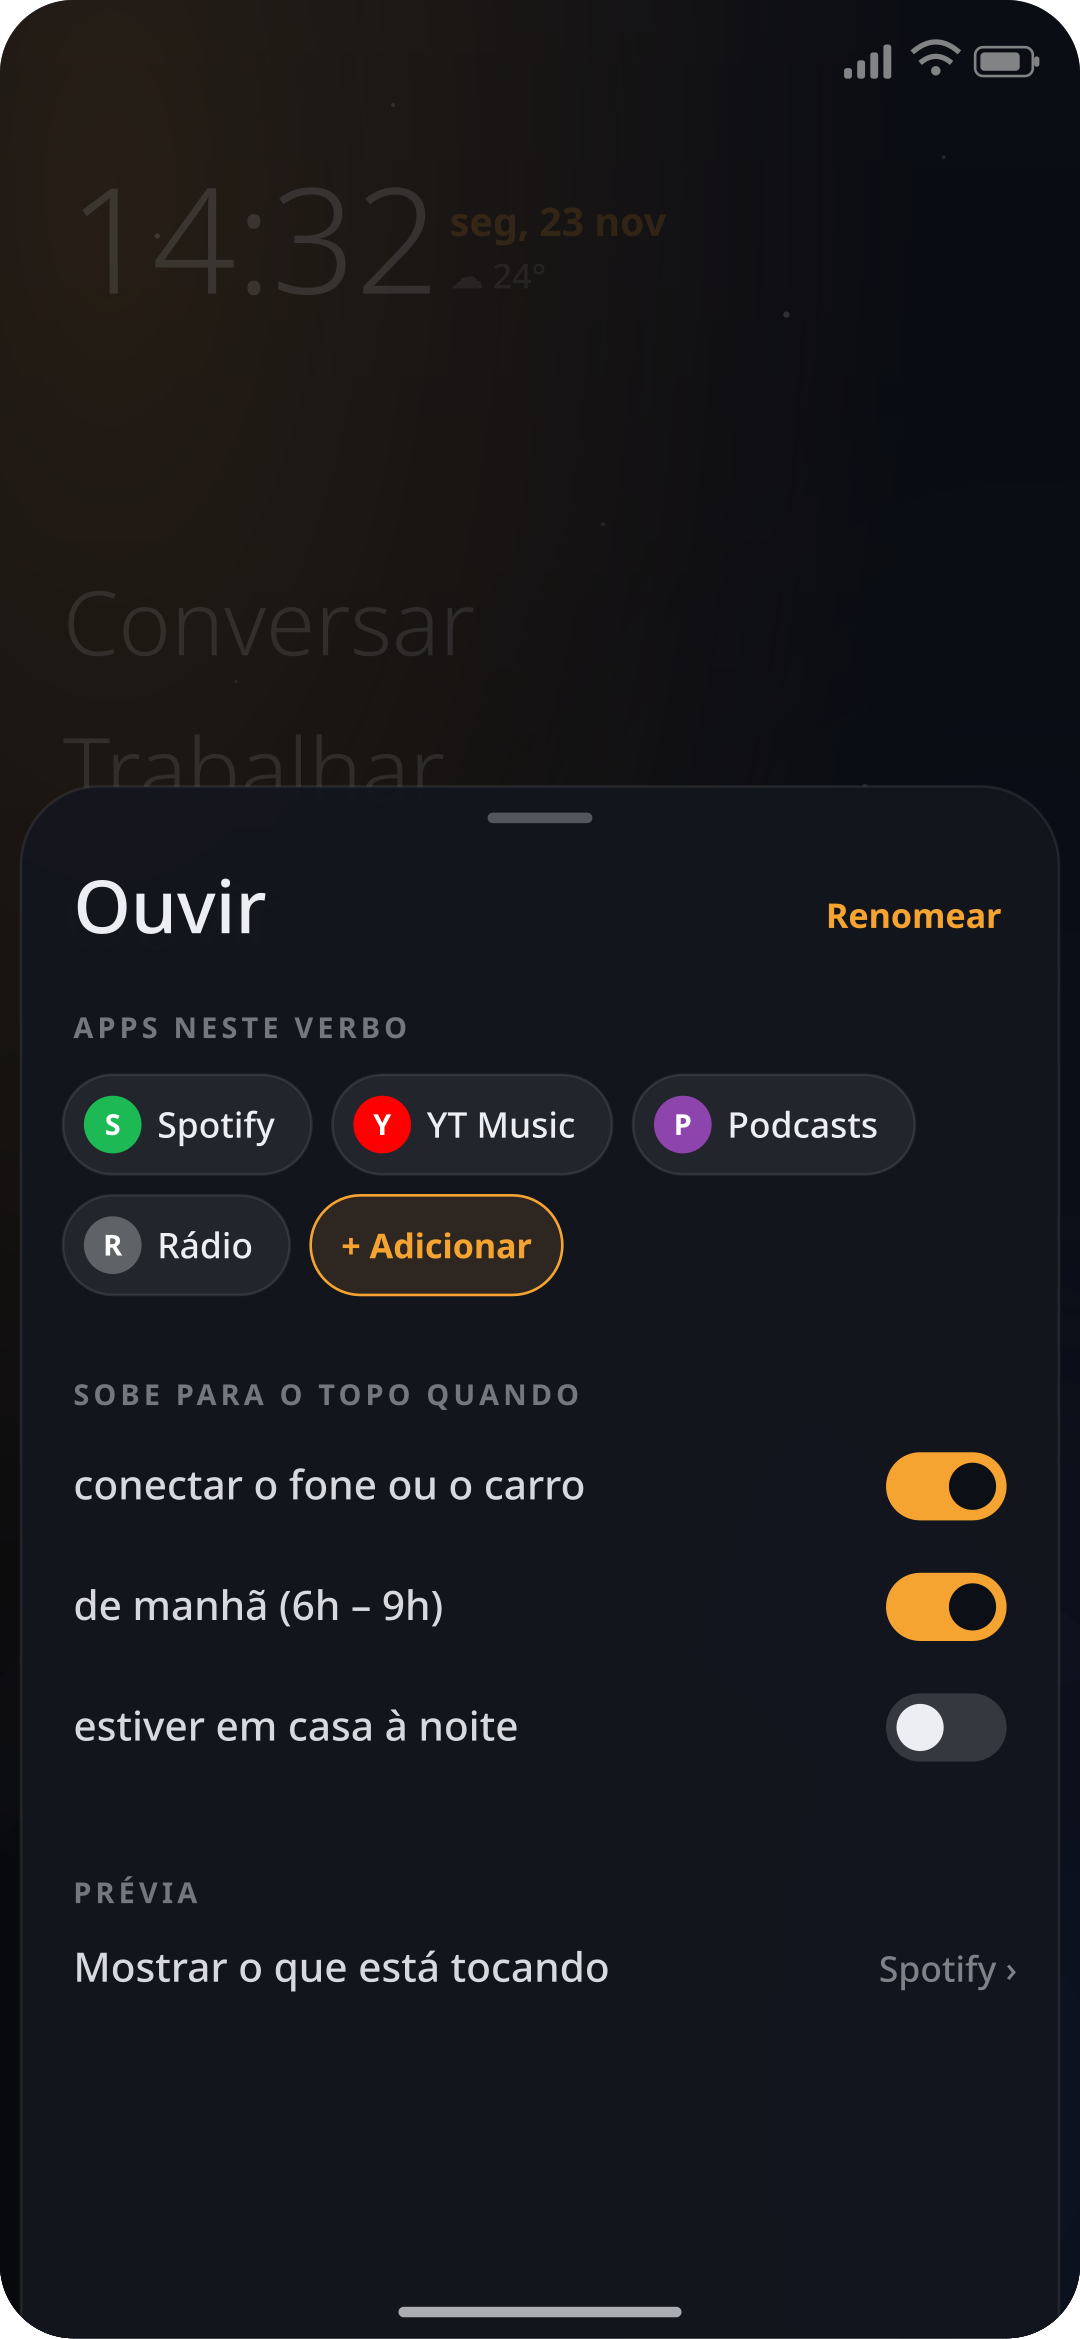 14:32
seg, 23 nov
☁ 24°
Conversar
Trabalhar
Ouvir
Renomear
APPS NESTE VERBO
S Spotify
Y YT Music
P Podcasts
R Rádio
+ Adicionar
SOBE PARA O TOPO QUANDO
conectar o fone ou o carro
de manhã (6h – 9h)
estiver em casa à noite
PRÉVIA
Mostrar o que está tocando
Spotify ›